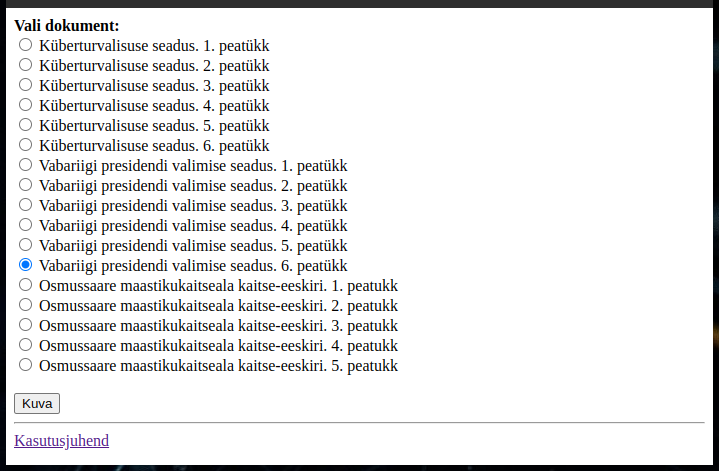 Vali dokument:
Küberturvalisuse seadus. 1. peatükk
Küberturvalisuse seadus. 2. peatükk
Küberturvalisuse seadus. 3. peatükk
Küberturvalisuse seadus. 4. peatükk
Küberturvalisuse seadus. 5. peatükk
Küberturvalisuse seadus. 6. peatükk
Vabariigi presidendi valimise seadus. 1. peatükk
Vabariigi presidendi valimise seadus. 2. peatükk
Vabariigi presidendi valimise seadus. 3. peatükk
Vabariigi presidendi valimise seadus. 4. peatükk
Vabariigi presidendi valimise seadus. 5. peatükk
Vabariigi presidendi valimise seadus. 6. peatükk
Osmussaare maastikukaitseala kaitse-eeskiri. 1. peatukk
Osmussaare maastikukaitseala kaitse-eeskiri. 2. peatukk
Osmussaare maastikukaitseala kaitse-eeskiri. 3. peatukk
Osmussaare maastikukaitseala kaitse-eeskiri. 4. peatukk
Osmussaare maastikukaitseala kaitse-eeskiri. 5. peatukk
Kuva
Kasutusjuhend